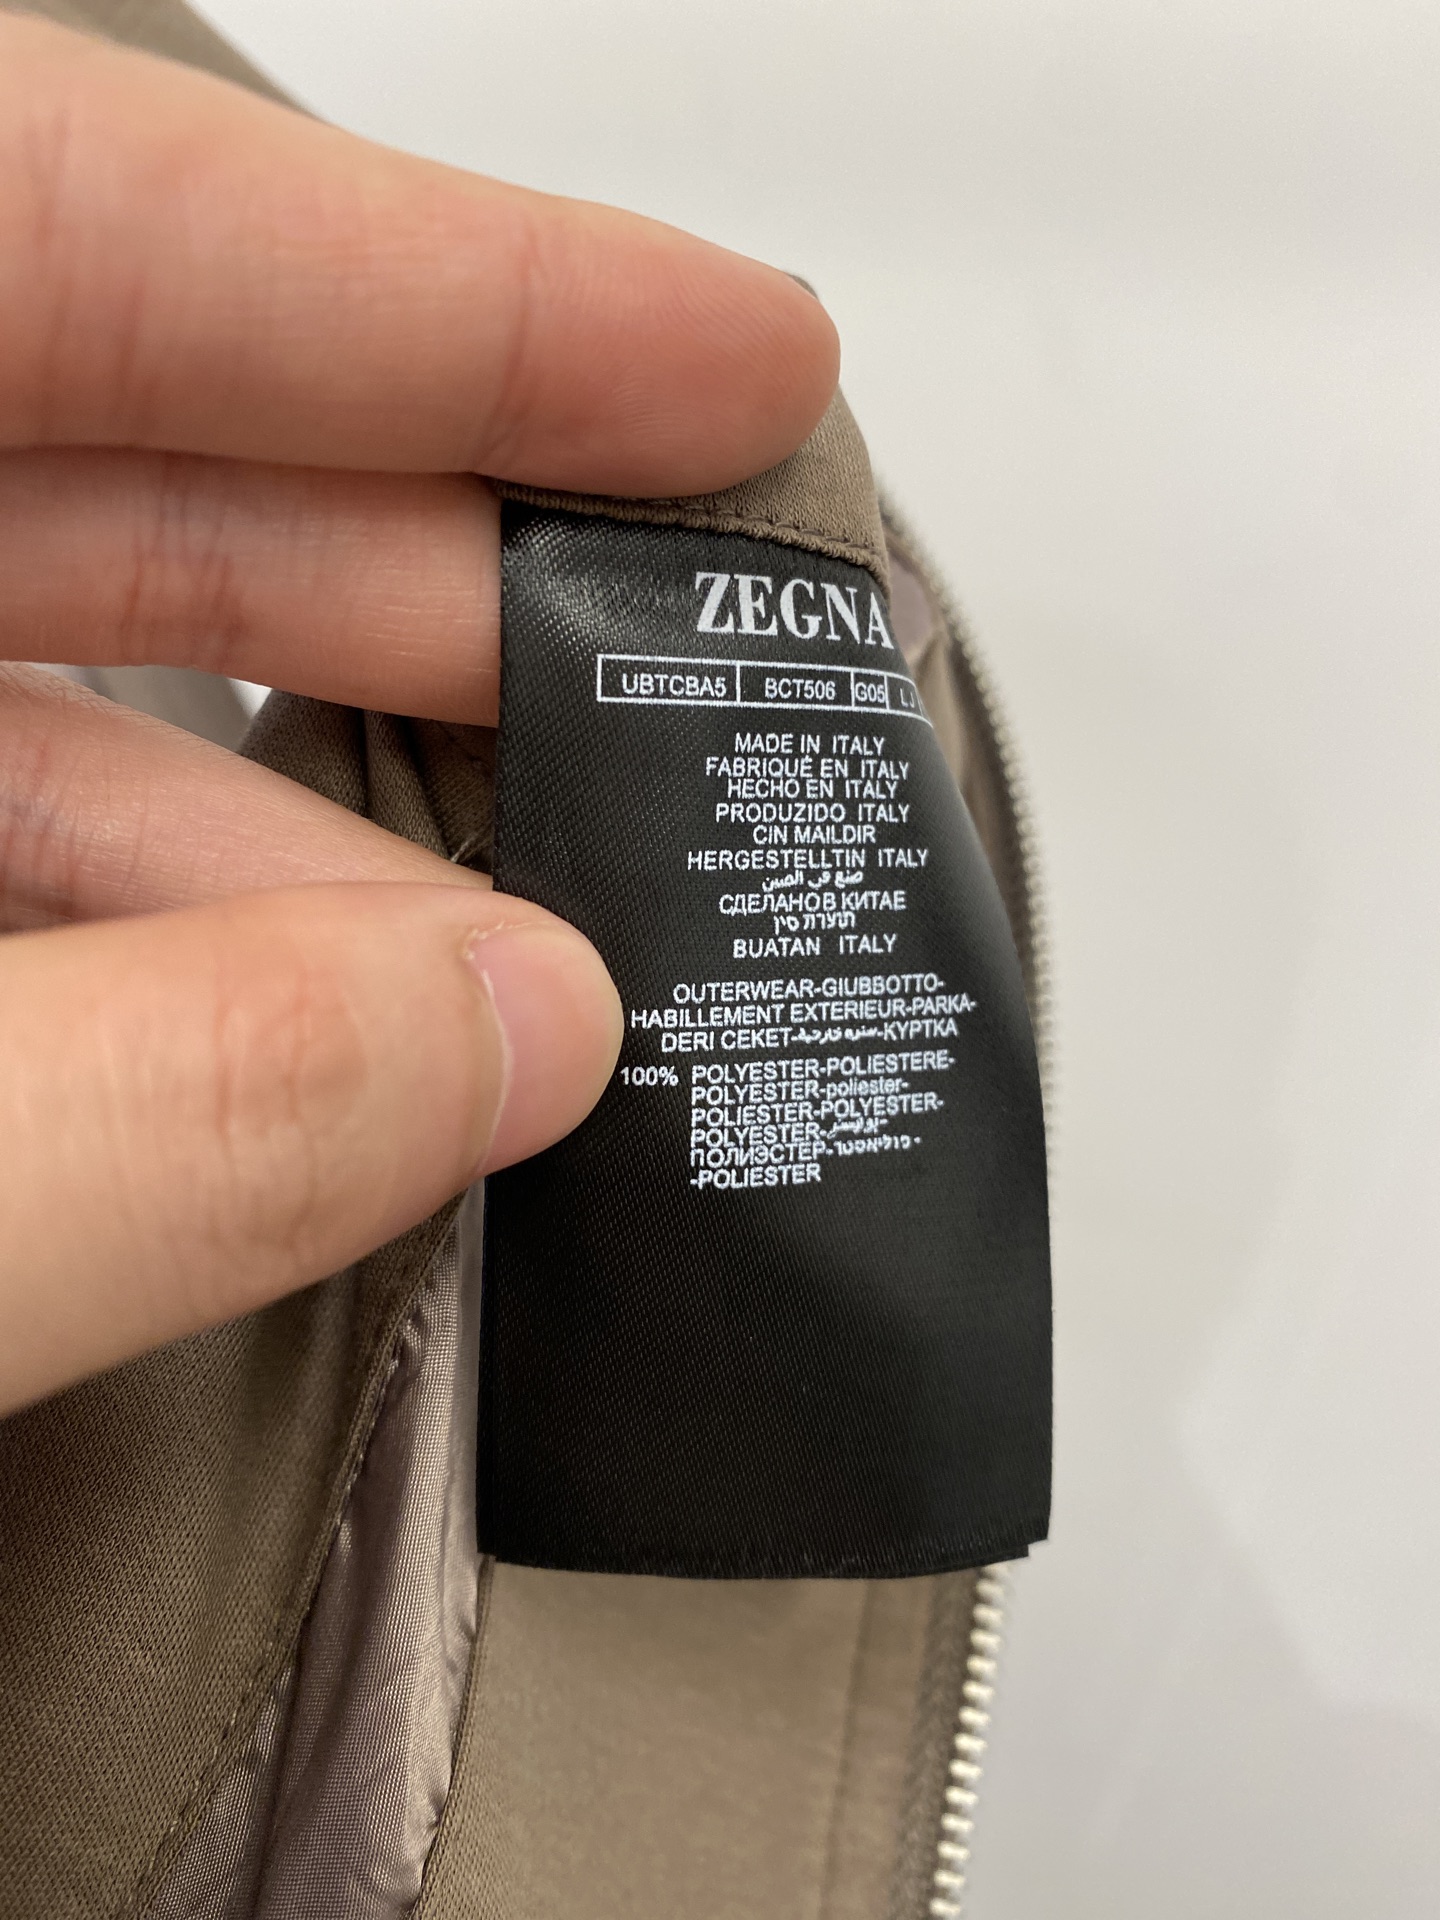 ZEGNA
UBTCBA5 BCT506 G05 LJ
MADE IN ITALY
FABRIQUÉ EN ITALY
HECHO EN ITALY
PRODUZIDO ITALY
CIN MAILDIR
HERGESTELLTIN ITALY
صنع في الصين
СДЕЛАНО В КИТАЕ
תוצרת סין
BUATAN ITALY
OUTERWEAR-GIUBBOTTO-
HABILLEMENT EXTERIEUR-PARKA-
DERI CEKET-سترة خارجية-КУРТКА
100% POLYESTER-POLIESTERE-
POLYESTER-poliester-
POLIESTER-POLYESTER-
POLYESTER-بوليستر-
ПОЛИЭСТЕР-פוליאסטר-
-POLIESTER